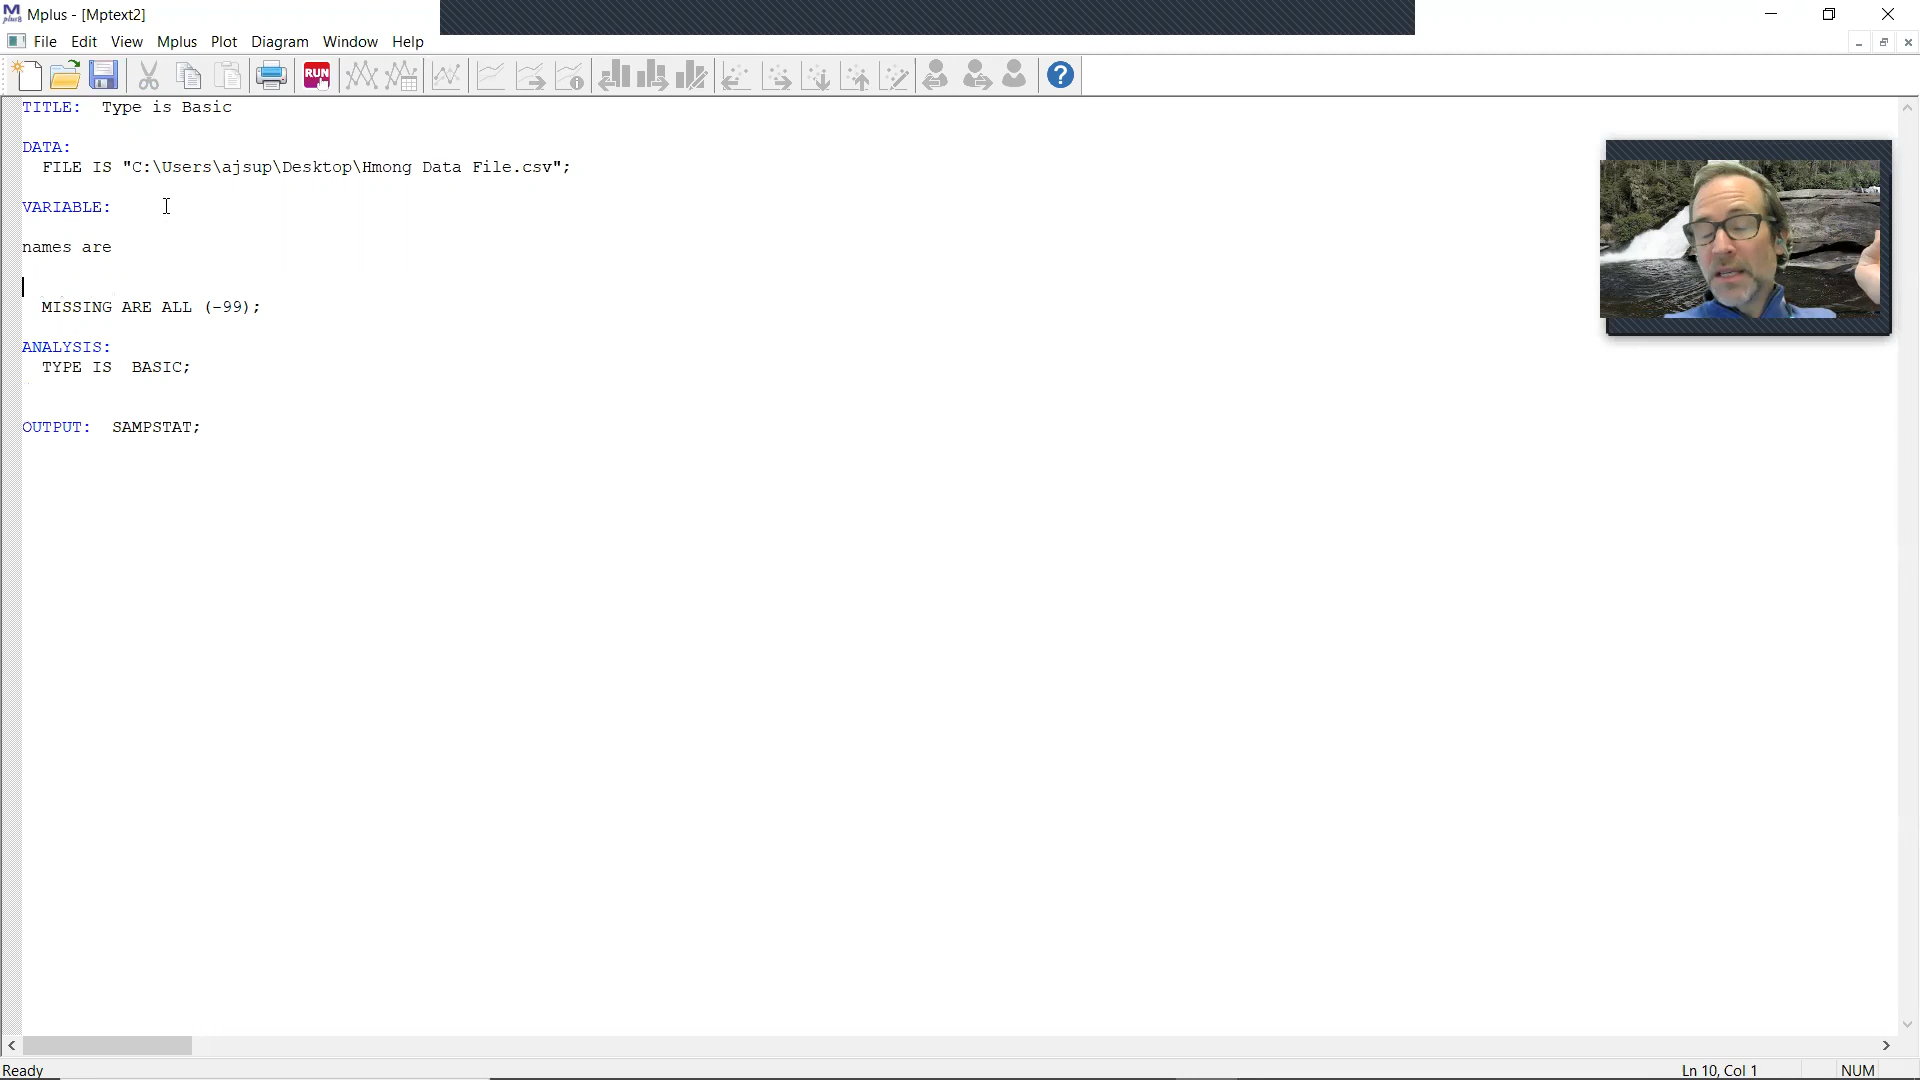 Mplus - [Mptext2]
File Edit View Mplus Plot Diagram Window Help
RUN
TITLE:  Type is Basic
DATA:
FILE IS "C:\Users\ajsup\Desktop\Hmong Data File.csv";
VARIABLE:
names are
MISSING ARE ALL (-99);
ANALYSIS:
TYPE IS  BASIC;
OUTPUT:  SAMPSTAT;
Ready
Ln 10, Col 1
NUM